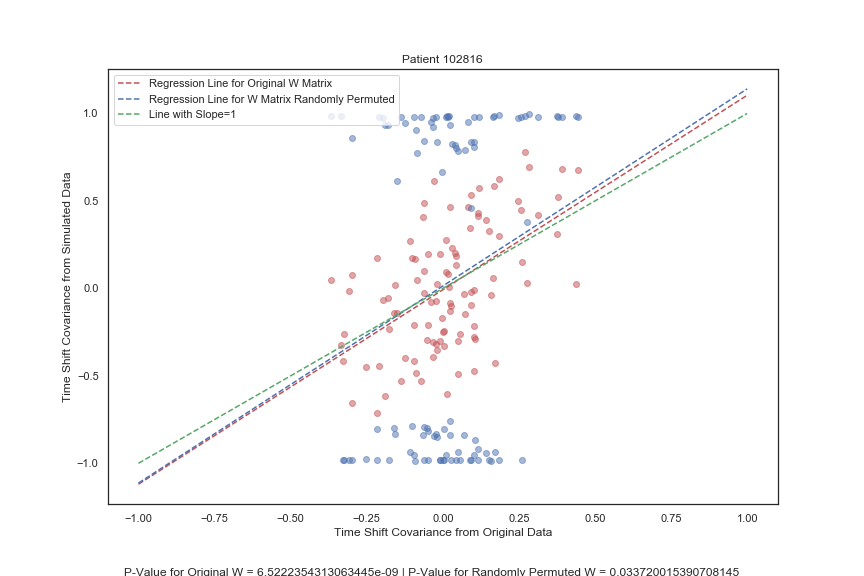 Patient 102816
Regression Line for Original W Matrix
Regression Line for W Matrix Randomly Permuted
Line with Slope=1
1.0
0.5
0.0
−0.5
−1.0
Time Shift Covariance from Simulated Data
−1.00 −0.75 −0.50 −0.25 0.00 0.25 0.50 0.75 1.00
Time Shift Covariance from Original Data
P-Value for Original W = 6.5222354313063445e-09 | P-Value for Randomly Permuted W = 0.033720015390708145